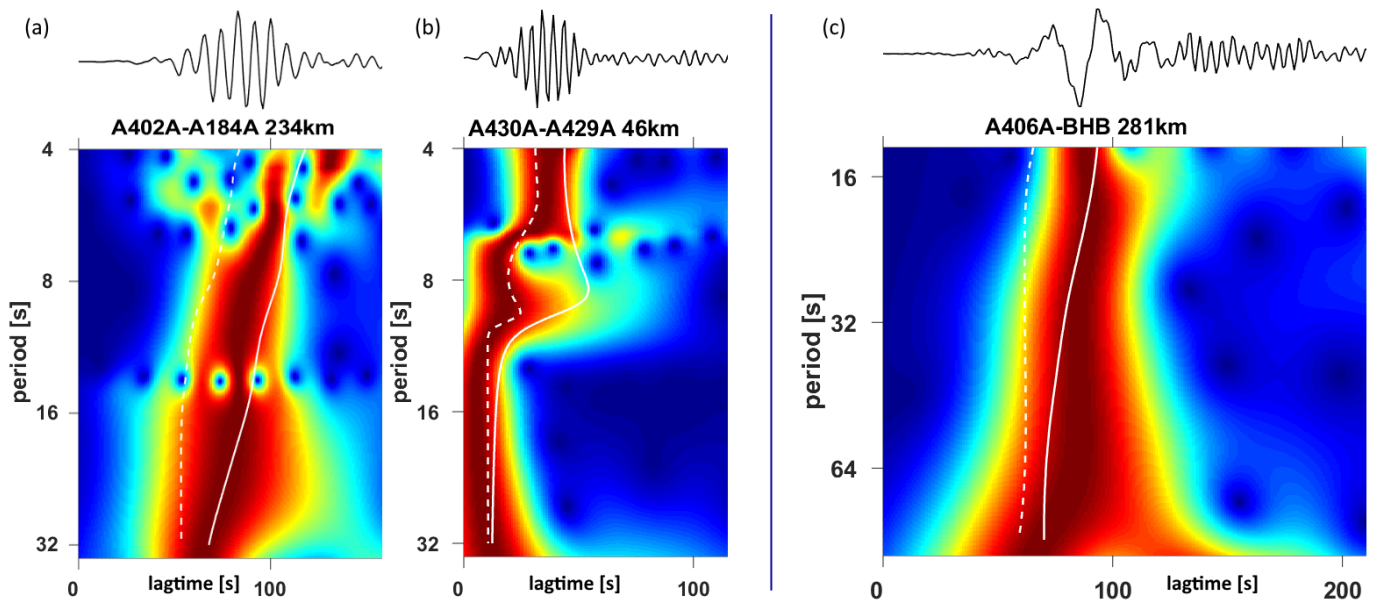 (a)
A402A-A184A 234km
period [s]
4
8
16
32
0
lagtime [s]
100
(b)
A430A-A429A 46km
period [s]
4
8
16
32
0
lagtime [s]
100
(c)
A406A-BHB 281km
period [s]
16
32
64
0
100
lagtime [s]
200